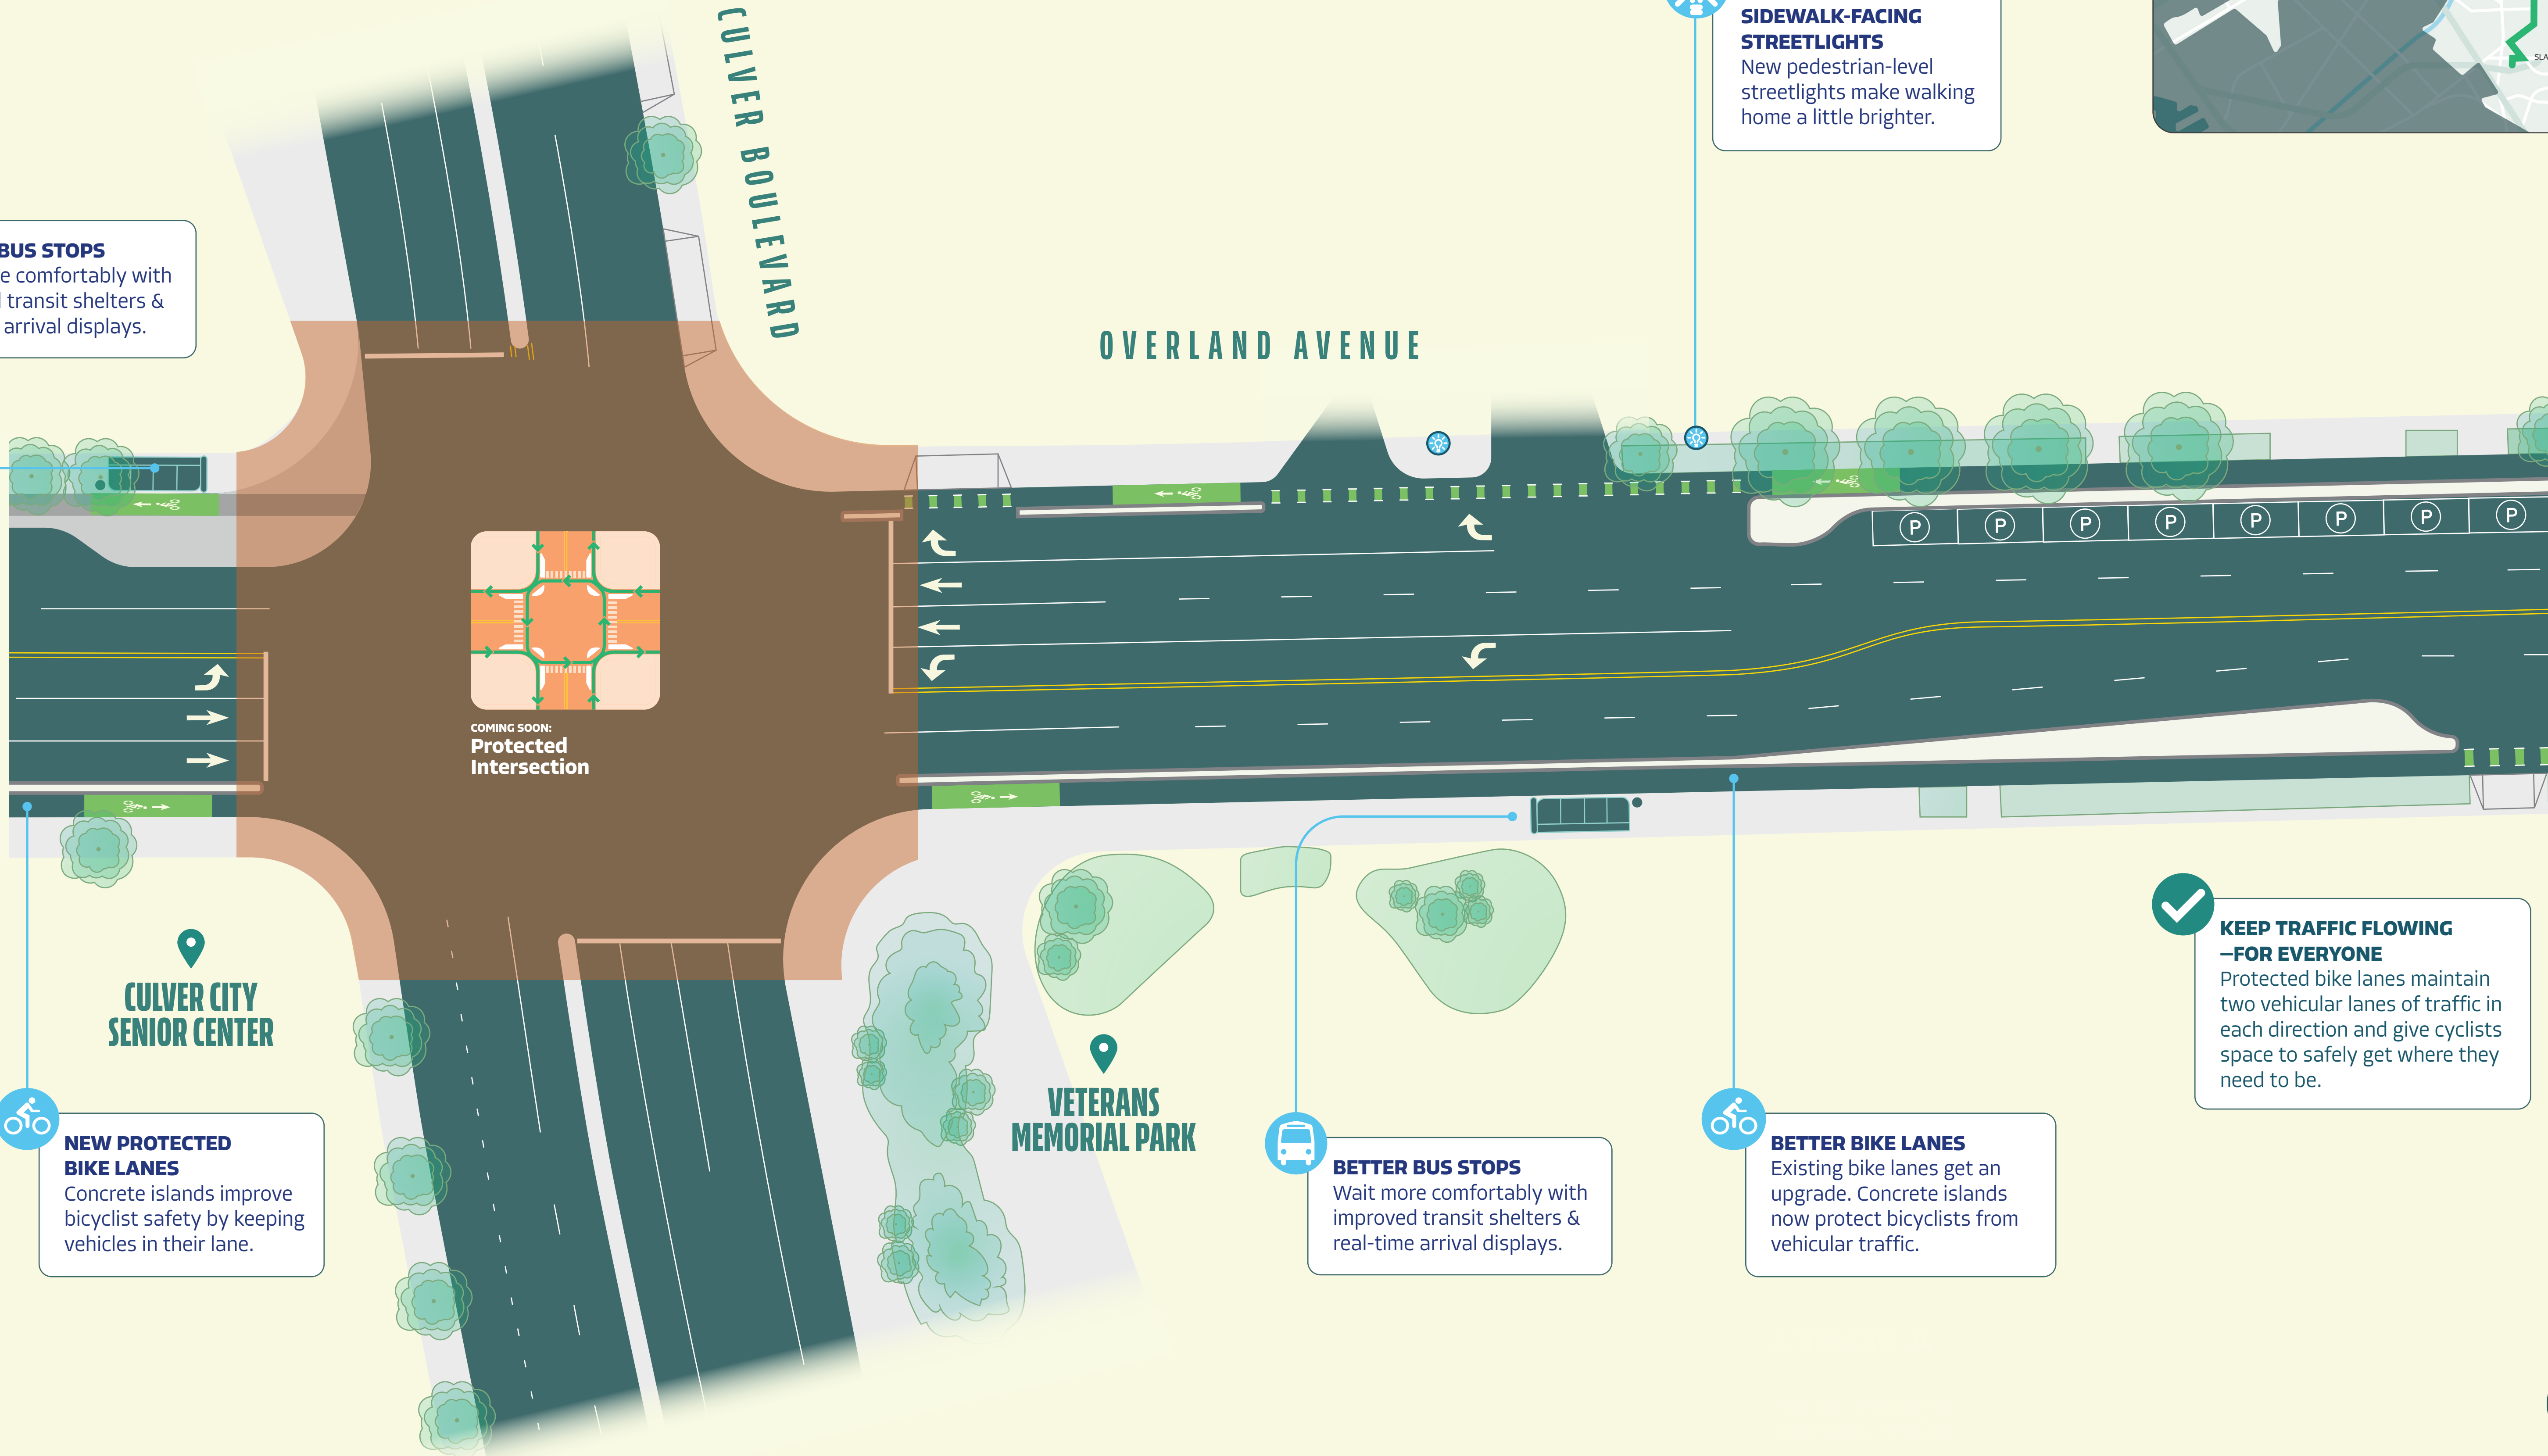 CULVER BOULEVARD
SIDEWALK-FACING
STREETLIGHTS
New pedestrian-level
streetlights make walking
home a little brighter.
SLA
BUS STOPS
e comfortably with
transit shelters &
arrival displays.
OVERLAND AVENUE
P
P
P
P
P
P
P
P
COMING SOON:
Protected
Intersection
CULVER CITY
SENIOR CENTER
NEW PROTECTED
BIKE LANES
Concrete islands improve
bicyclist safety by keeping
vehicles in their lane.
VETERANS
MEMORIAL PARK
BETTER BUS STOPS
Wait more comfortably with
improved transit shelters &
real-time arrival displays.
BETTER BIKE LANES
Existing bike lanes get an
upgrade. Concrete islands
now protect bicyclists from
vehicular traffic.
KEEP TRAFFIC FLOWING
—FOR EVERYONE
Protected bike lanes maintain
two vehicular lanes of traffic in
each direction and give cyclists
space to safely get where they
need to be.